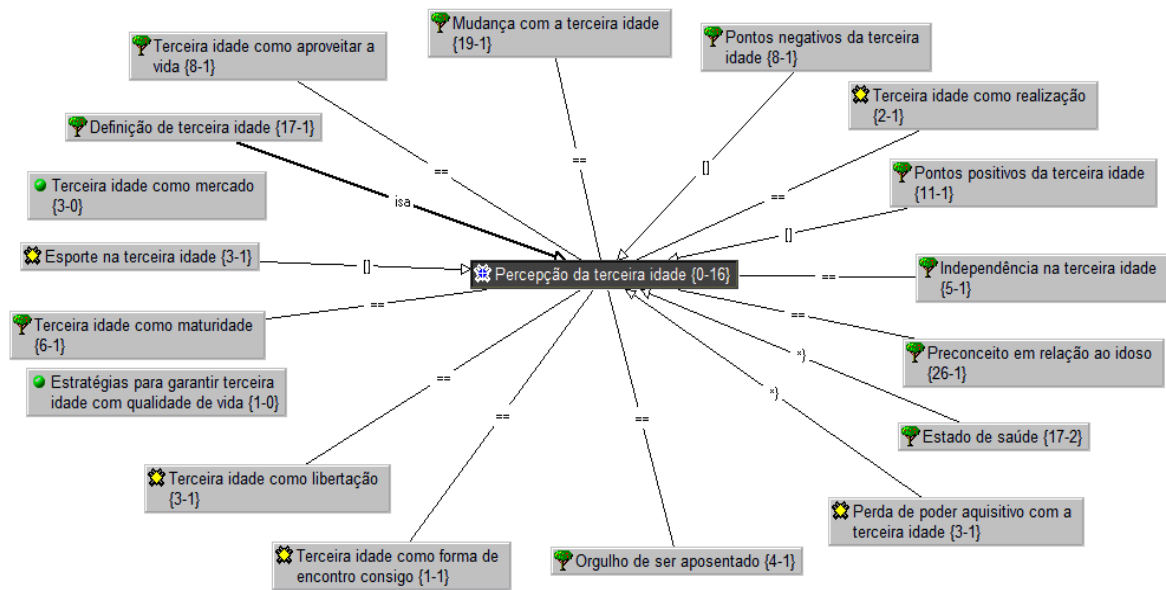 Mudança com a terceira idade
{19-1}
Terceira idade como aproveitar a
vida {8-1}
Pontos negativos da terceira
idade {8-1}
Terceira idade como realização
{2-1}
Definição de terceira idade {17-1}
==
==
[]
==
Pontos positivos da terceira idade
{11-1}
Terceira idade como mercado
{3-0}
isa
[]
Esporte na terceira idade {3-1}
[]
Percepção da terceira idade {0-16}
==
Independência na terceira idade
{5-1}
Terceira idade como maturidade
{6-1}
==
==
Preconceito em relação ao idoso
{26-1}
Estratégias para garantir terceira
idade com qualidade de vida {1-0}
==
*}
*}
==
==
Estado de saúde {17-2}
Terceira idade como libertação
{3-1}
Perda de poder aquisitivo com a
terceira idade {3-1}
Terceira idade como forma de
encontro consigo {1-1}
Orgulho de ser aposentado {4-1}